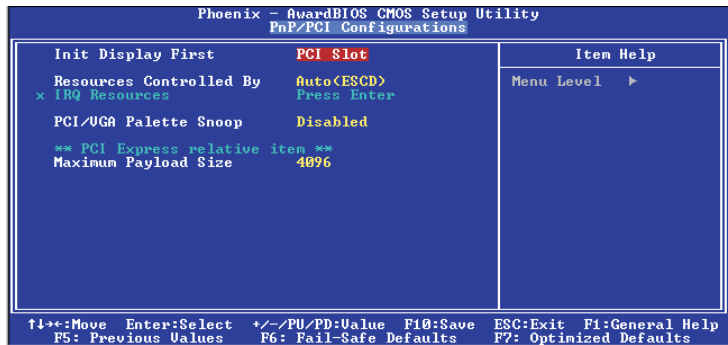 Phoenix - AwardBIOS CMOS Setup Utility
PnP/PCI Configurations
Init Display First PCI Slot
Item Help
Resources Controlled By Auto(ESCD)
Menu Level ►
x IRQ Resources Press Enter
PCI/VGA Palette Snoop Disabled
** PCI Express relative item **
Maximum Payload Size 4096
↑↓→←:Move Enter:Select +/-/PU/PD:Value F10:Save ESC:Exit F1:General Help
F5: Previous Values F6: Fail-Safe Defaults F7: Optimized Defaults